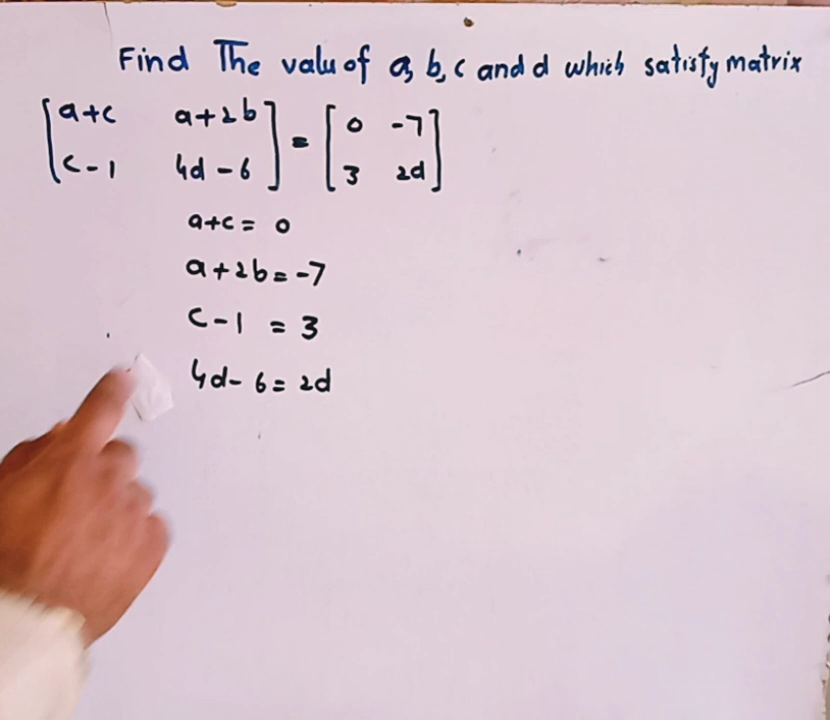 Find The value of a, b, c and d which satisfy matrix
[a+c a+2b] = [0 -7]
[c-1 4d-6] [3 2d]
a+c = 0
a+2b = -7
c-1 = 3
4d-6 = 2d